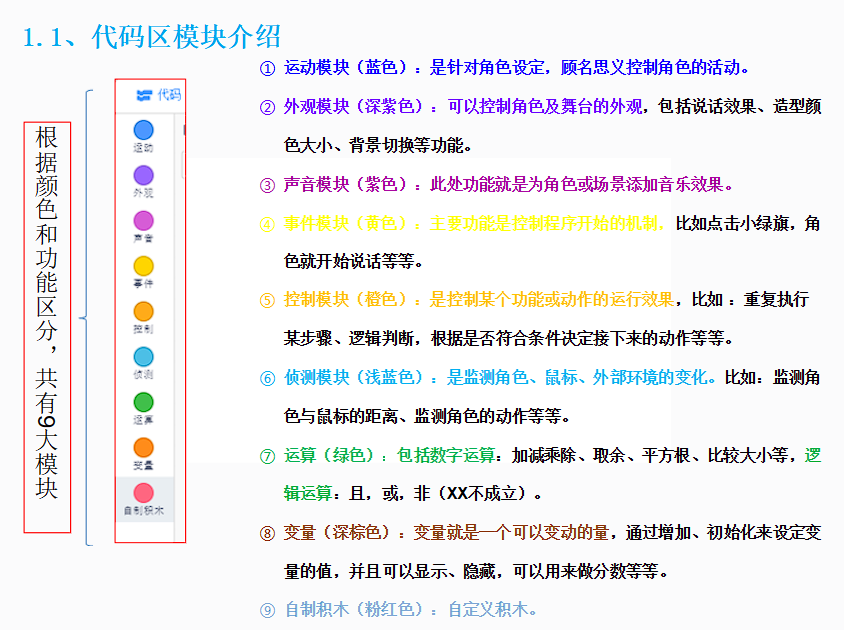 1.1、代码区模块介绍
根据颜色和功能区分，共有9大模块
代码
运动
外观
声音
事件
控制
侦测
运算
变量
自制积木
① 运动模块（蓝色）：是针对角色设定，顾名思义控制角色的活动。
② 外观模块（深紫色）：可以控制角色及舞台的外观，包括说话效果、造型颜
色大小、背景切换等功能。
③ 声音模块（紫色）：此处功能就是为角色或场景添加音乐效果。
④ 事件模块（黄色）：主要功能是控制程序开始的机制。比如点击小绿旗，角
色就开始说话等等。
⑤ 控制模块（橙色）：是控制某个功能或动作的运行效果，比如：重复执行
某步骤、逻辑判断，根据是否符合条件决定接下来的动作等等。
⑥ 侦测模块（浅蓝色）：是监测角色、鼠标、外部环境的变化。比如：监测角
色与鼠标的距离、监测角色的动作等等。
⑦ 运算（绿色）：包括数字运算：加减乘除、取余、平方根、比较大小等，逻
辑运算：且，或，非（XX不成立）。
⑧ 变量（深棕色）：变量就是一个可以变动的量，通过增加、初始化来设定变
量的值，并且可以显示、隐藏，可以用来做分数等等。
⑨ 自制积木（粉红色）：自定义积木。